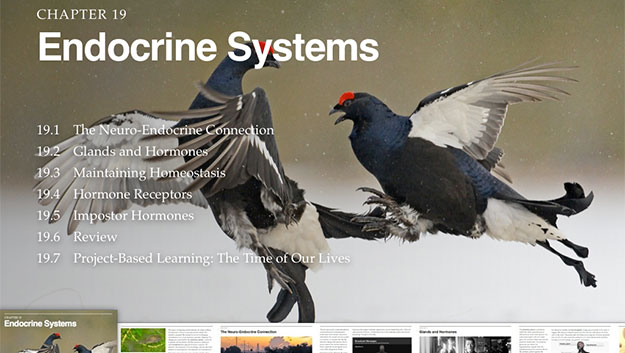 CHAPTER 19
Endocrine Systems
19.1 The Neuro-Endocrine Connection
19.2 Glands and Hormones
19.3 Maintaining Homeostasis
19.4 Hormone Receptors
19.5 Impostor Hormones
19.6 Review
19.7 Project-Based Learning: The Time of Our Lives
Endocrine Systems
The Neuro-Endocrine Connection
Glands and Hormones